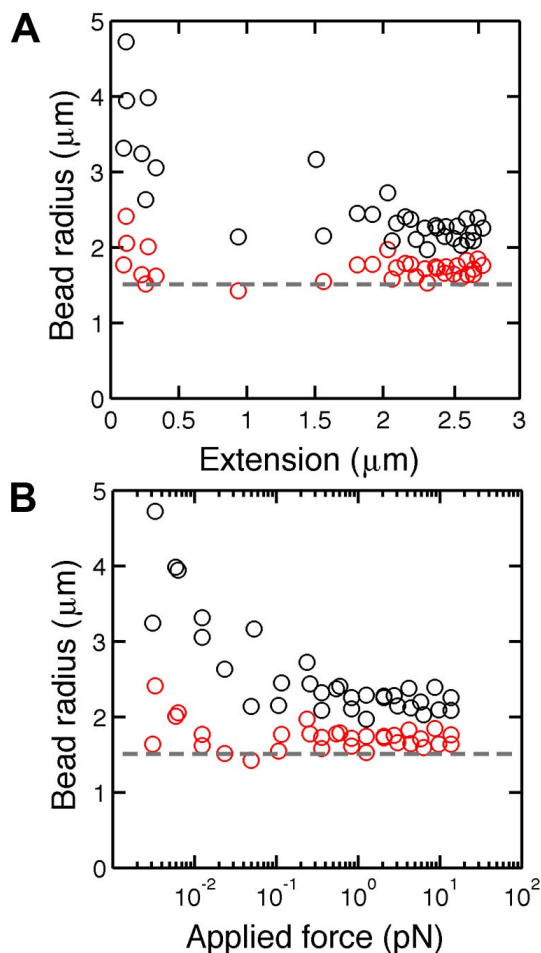 A
5
4
3
2
1
0
Bead radius (μm)
0 0.5 1 1.5 2 2.5 3
Extension (μm)
B
5
4
3
2
1
0
Bead radius (μm)
10⁻² 10⁻¹ 10⁰ 10¹ 10²
Applied force (pN)